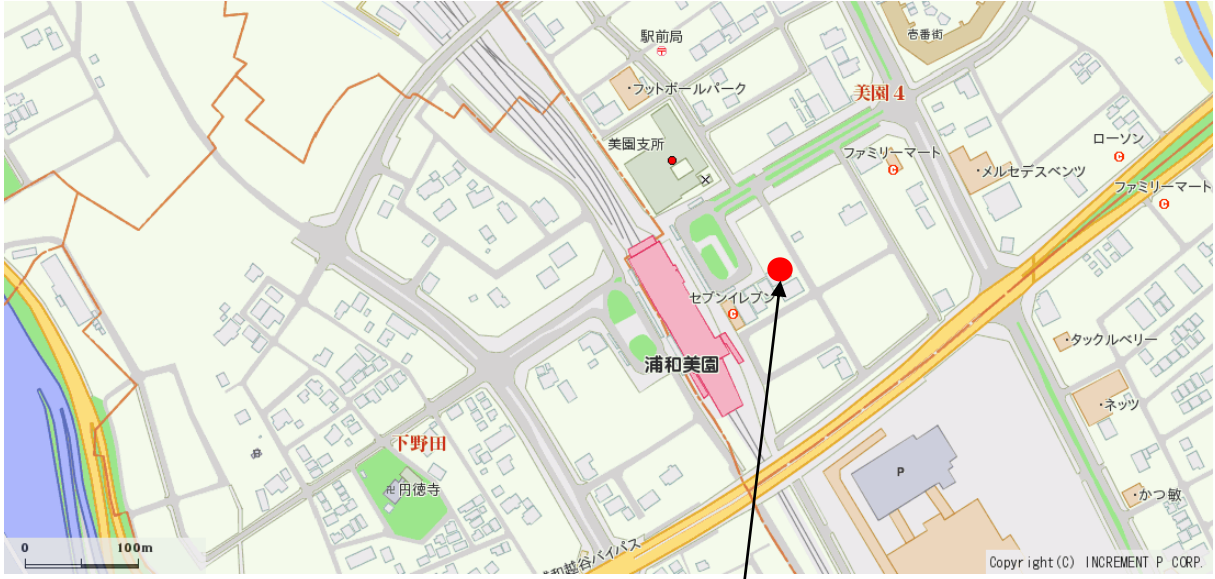 壱番街
駅前局
フットボールパーク
美園4
美園支所
ローソン
ファミリーマート
メルセデスベンツ
ファミリーマート
セブンイレブン
タックルベリー
浦和美園
ネッツ
下野田
P
円徳寺
かつ敏
0 100m
浦和越谷バイパス
Copyright(C) INCREMENT P CORP.